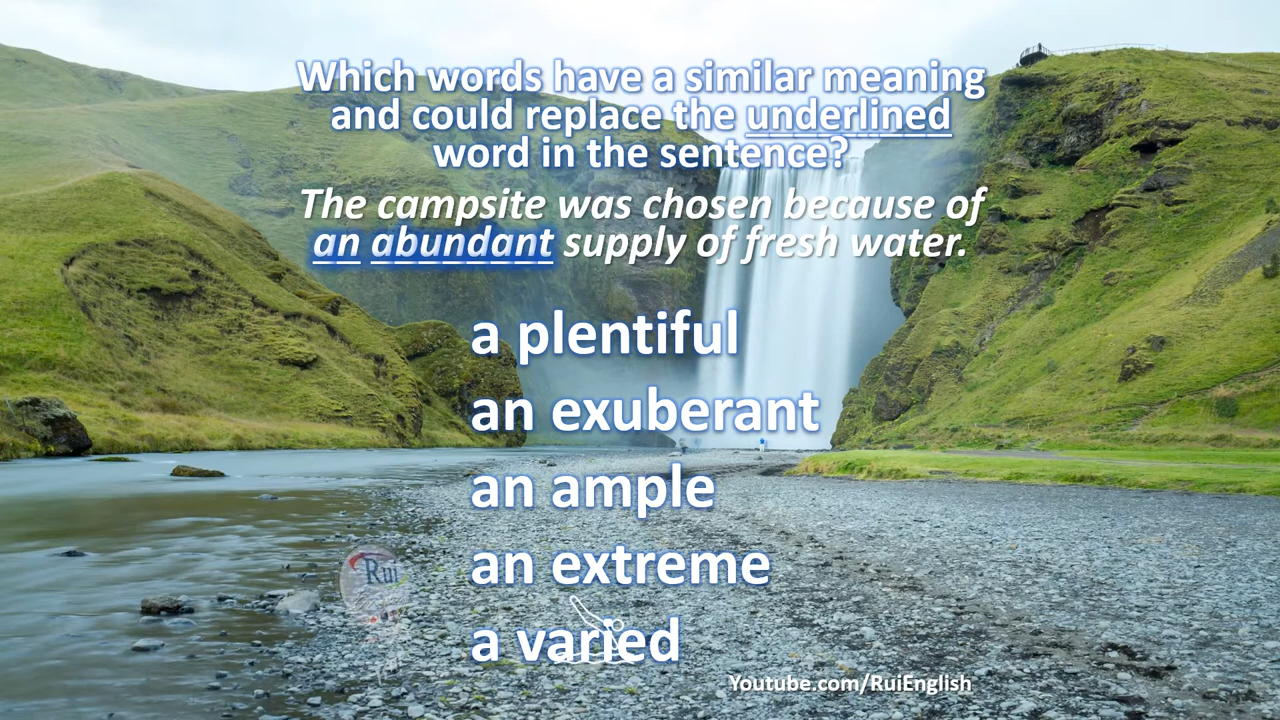 Which words have a similar meaning
and could replace the underlined
word in the sentence?
The campsite was chosen because of
an abundant supply of fresh water.
a plentiful
an exuberant
an ample
an extreme
Rui
a varied
Youtube.com/RuiEnglish